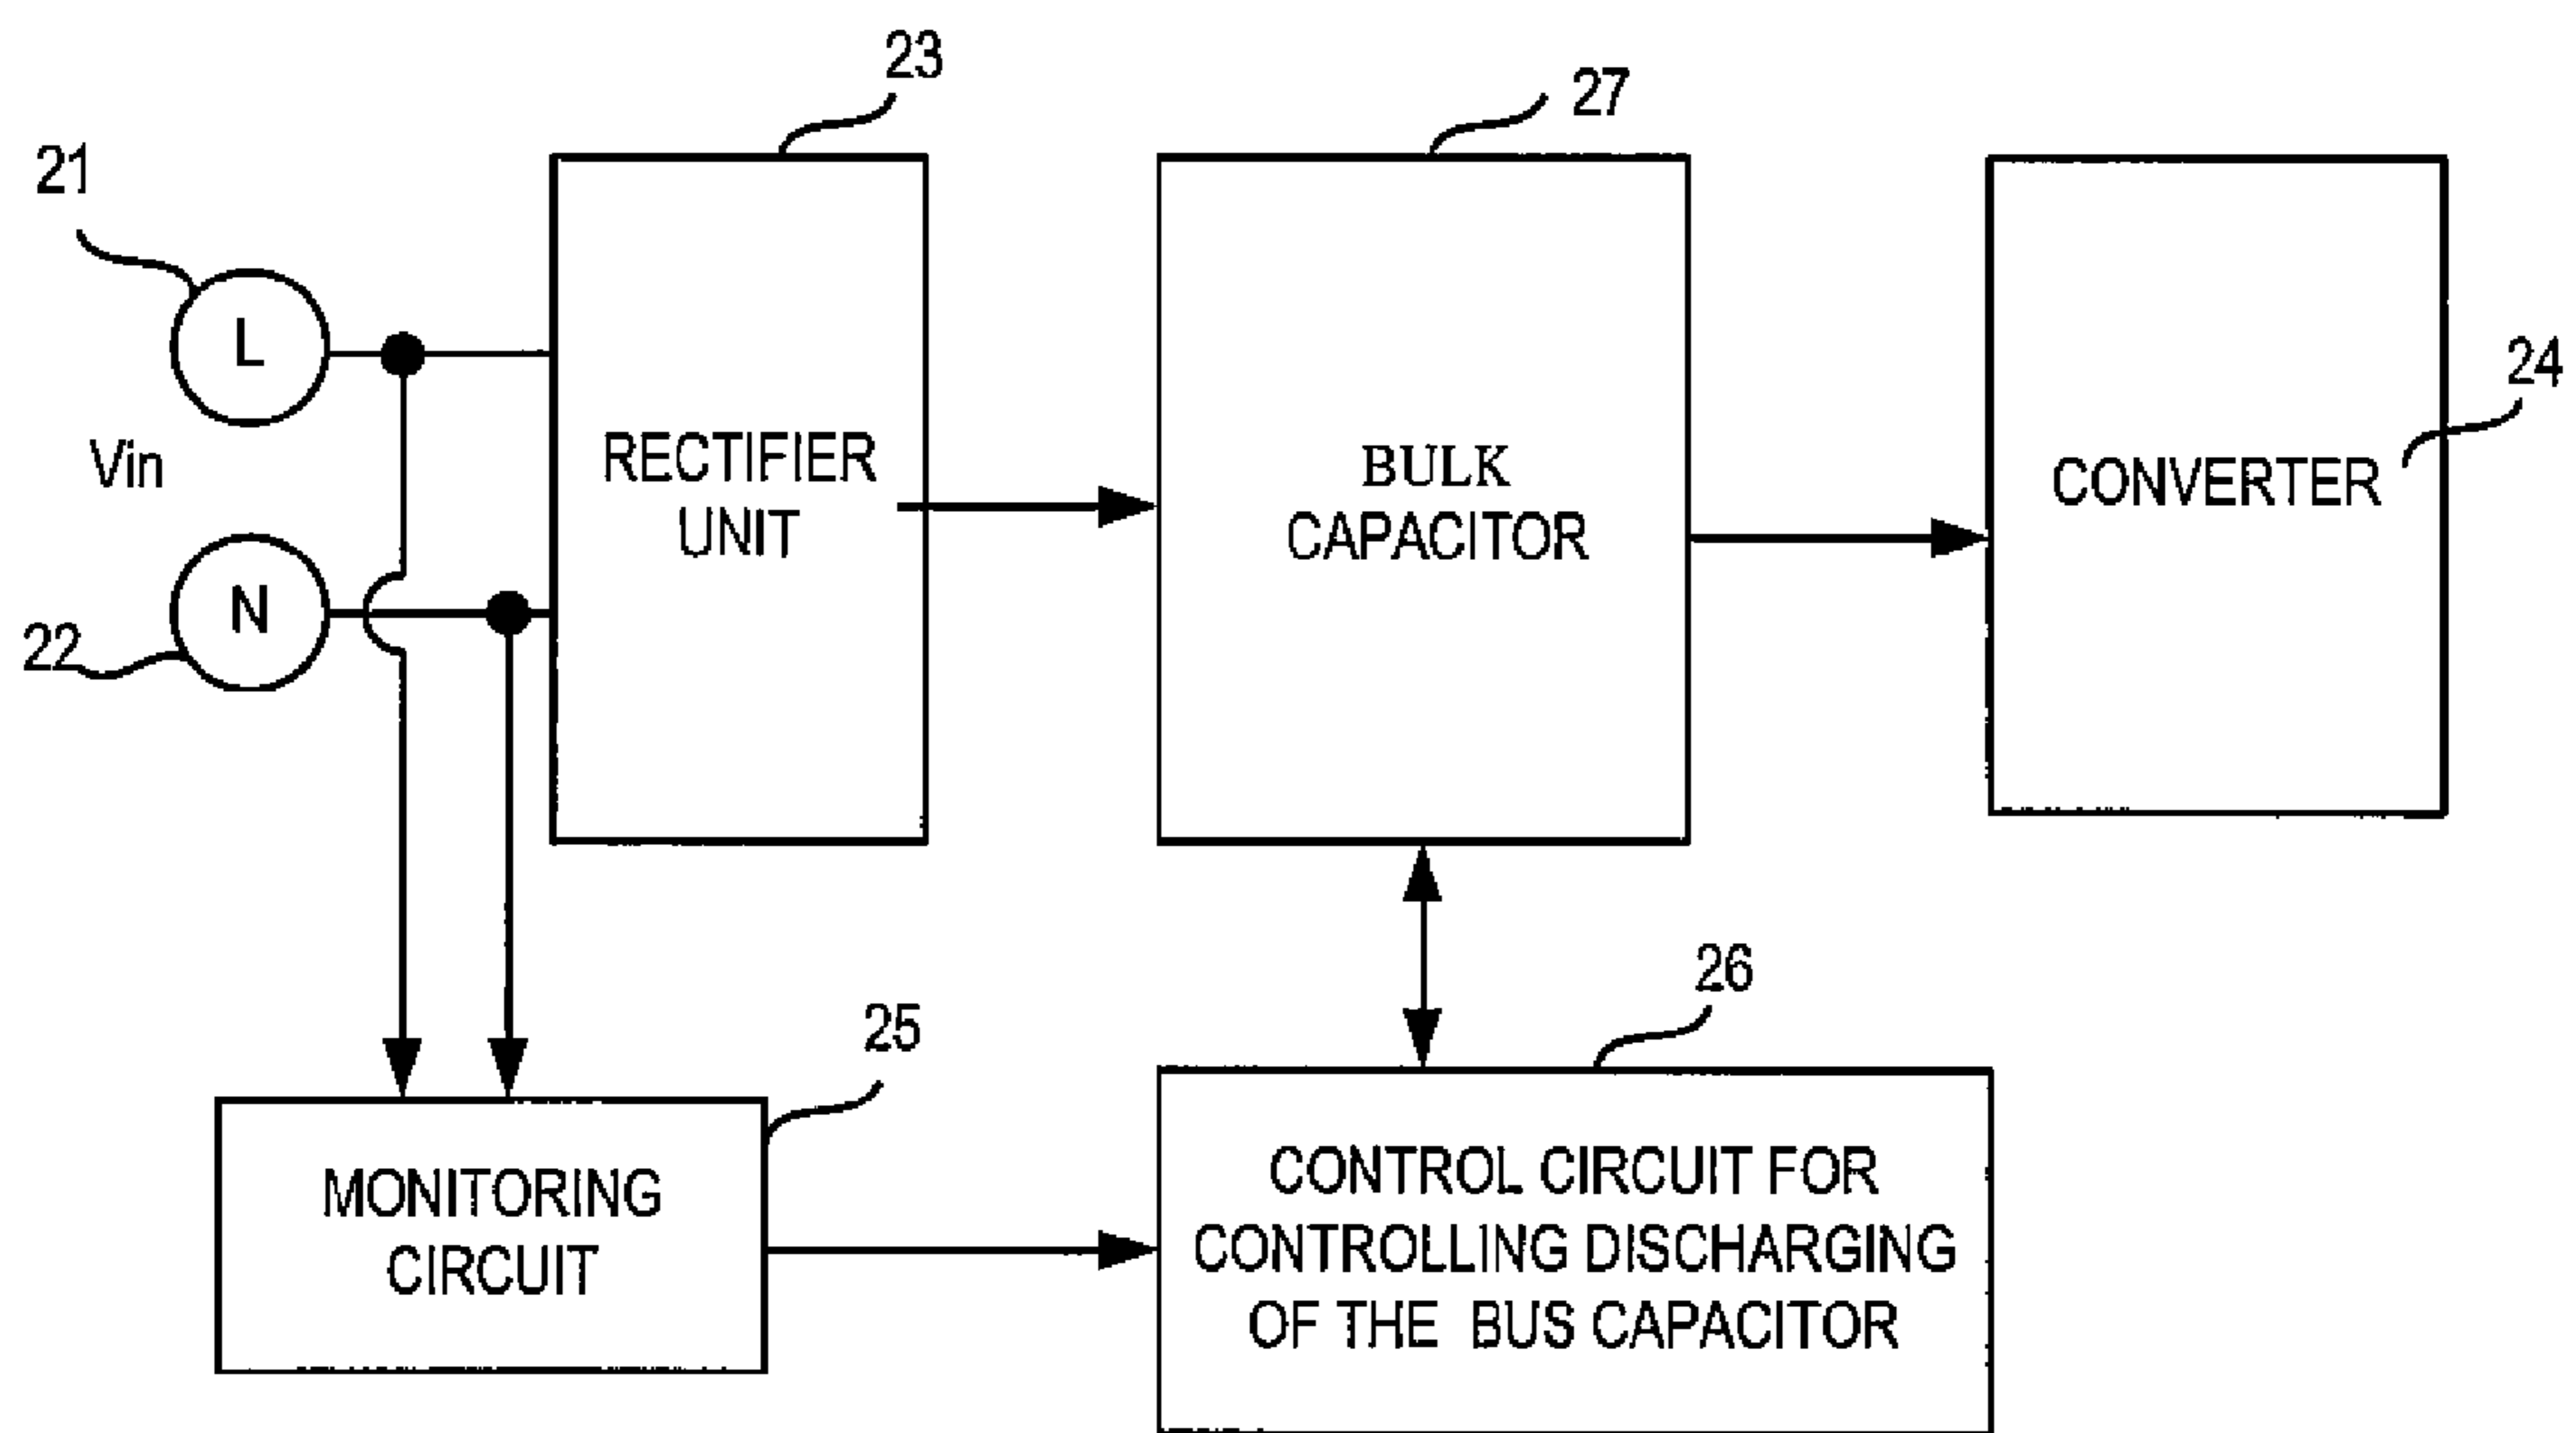 23
27
21
L
24
Vin
RECTIFIER
UNIT
BULK
CAPACITOR
CONVERTER
N
22
26
25
MONITORING
CIRCUIT
CONTROL CIRCUIT FOR
CONTROLLING DISCHARGING
OF THE BUS CAPACITOR